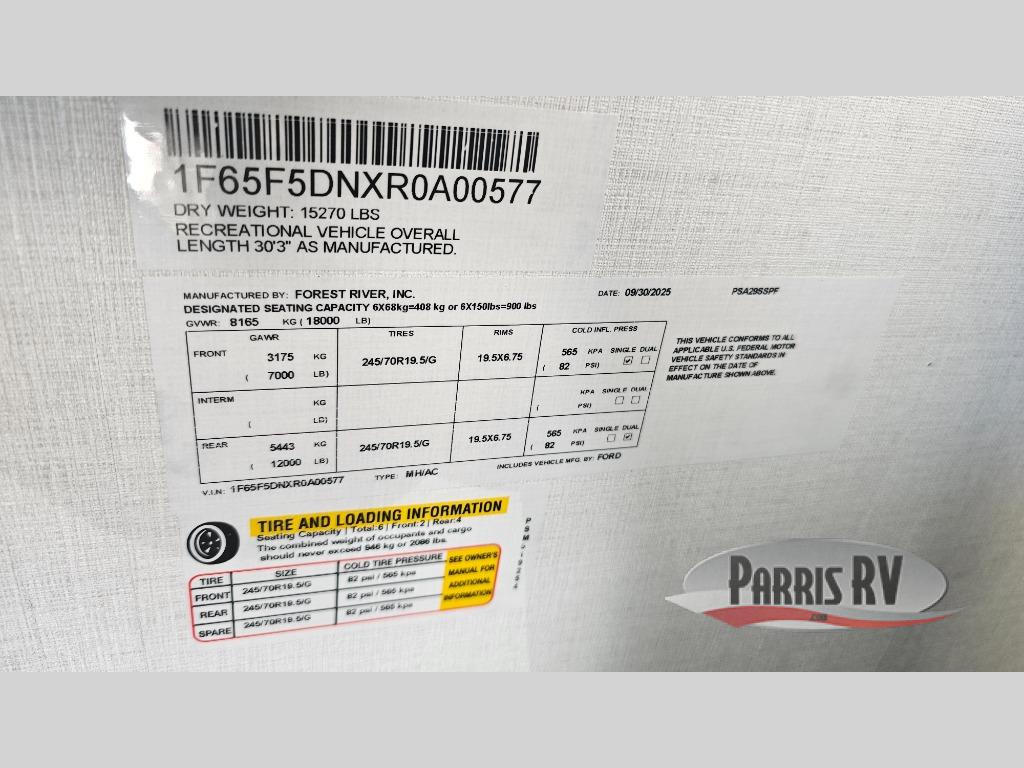 1F65F5DNXR0A00577
DRY WEIGHT: 15270 LBS
RECREATIONAL VEHICLE OVERALL
LENGTH 30'3" AS MANUFACTURED.
MANUFACTURED BY: FOREST RIVER, INC. DATE: 09/30/2025 PSA29SSPF
DESIGNATED SEATING CAPACITY 6X68kg=408 kg or 6X150lbs=900 lbs
GVWR: 8165 KG ( 18000 LB)
GAWR TIRES RIMS COLD INFL. PRESS
FRONT 3175 KG 245/70R19.5/G 19.5X6.75 565 KPA SINGLE DUAL
( 7000 LB) ( 82 PSI)
INTERM KG KPA SINGLE DUAL
( LB) ( PSI)
REAR 5443 KG 245/70R19.5/G 19.5X6.75 565 KPA SINGLE DUAL
( 12000 LB) ( 82 PSI)
V.I.N: 1F65F5DNXR0A00577 TYPE: MH/AC INCLUDES VEHICLE MFG. BY: FORD
THIS VEHICLE CONFORMS TO ALL
APPLICABLE U.S. FEDERAL MOTOR
VEHICLE SAFETY STANDARDS IN
EFFECT ON THE DATE OF
MANUFACTURE SHOWN ABOVE.
TIRE AND LOADING INFORMATION
Seating Capacity | Total:6 | Front:2 | Rear:4
The combined weight of occupants and cargo
should never exceed 946 kg or 2086 lbs.
TIRE SIZE COLD TIRE PRESSURE
FRONT 245/70R19.5/G 82 psi / 565 kpa
REAR 245/70R19.5/G 82 psi / 565 kpa
SPARE 245/70R19.5/G 82 psi / 565 kpa
SEE OWNER'S
MANUAL FOR
ADDITIONAL
INFORMATION
PARRIS RV
.com